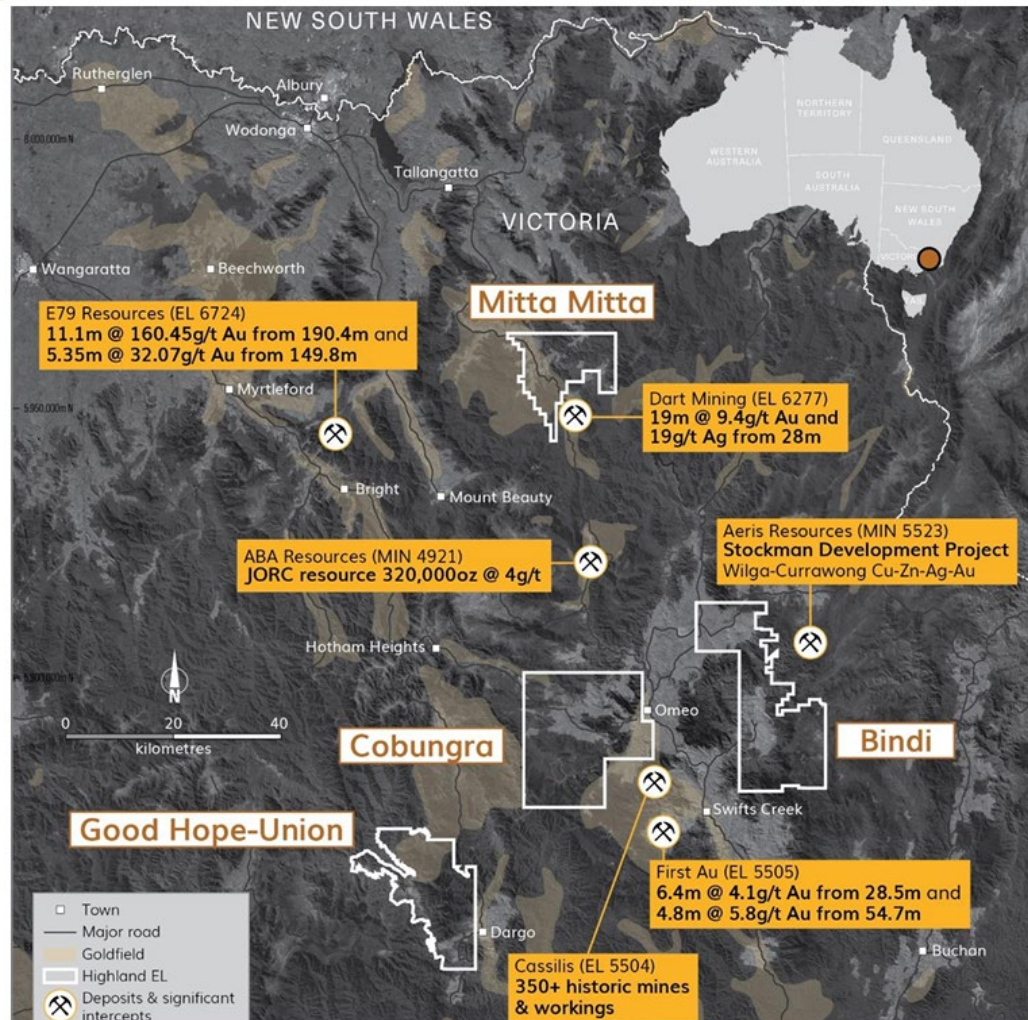 NEW SOUTH WALES
Rutherglen
Albury
Wodonga
Tallangatta
VICTORIA
Wangaratta
Beechworth
NORTHERN
TERRITORY
QUEENSLAND
WESTERN
AUSTRALIA
SOUTH
AUSTRALIA
NEW SOUTH
WALES
E79 Resources (EL 6724)
11.1m @ 160.45g/t Au from 190.4m and
5.35m @ 32.07g/t Au from 149.8m
Mitta Mitta
Myrtleford
5,950,000m N
Dart Mining (EL 6277)
19m @ 9.4g/t Au and
19g/t Ag from 28m
Bright
Mount Beauty
ABA Resources (MIN 4921)
JORC resource 320,000oz @ 4g/t
Aeris Resources (MIN 5523)
Stockman Development Project
Wilga-Currawong Cu-Zn-Ag-Au
Hotham Heights
N
0 20 40
kilometres
Omeo
Cobungra
Bindi
Swifts Creek
Good Hope-Union
First Au (EL 5505)
6.4m @ 4.1g/t Au from 28.5m and
4.8m @ 5.8g/t Au from 54.7m
Dargo
Buchan
Cassilis (EL 5504)
350+ historic mines
& workings
Town
Major road
Goldfield
Highland EL
Deposits & significant
intercepts